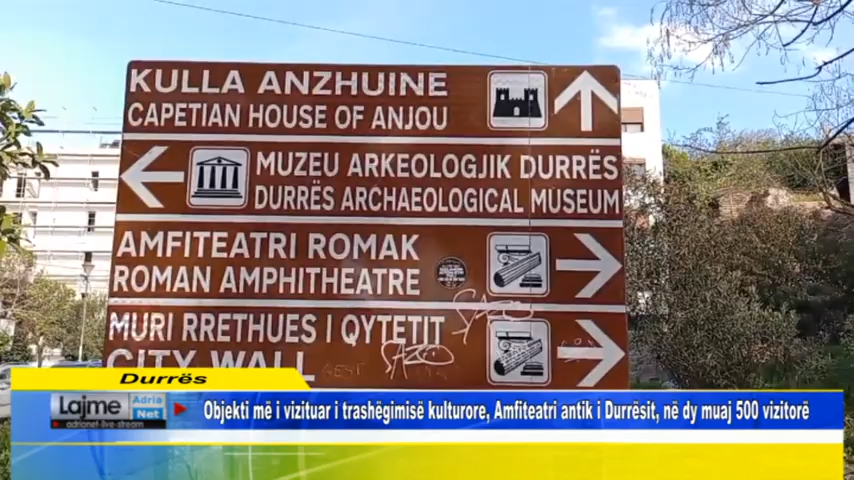 KULLA ANZHUINE
CAPETIAN HOUSE OF ANJOU
MUZEU ARKEOLOGJIK DURRËS
DURRËS ARCHAEOLOGICAL MUSEUM
AMFITEATRI ROMAK
ROMAN AMPHITHEATRE
MURI RRETHUES I QYTETIT
CITY WALL
Durrës
Lajme Adria Net
adrianet-live-stream
Objekti më i vizituar i trashëgimisë kulturore, Amfiteatri antik i Durrësit, në dy muaj 500 vizitorë